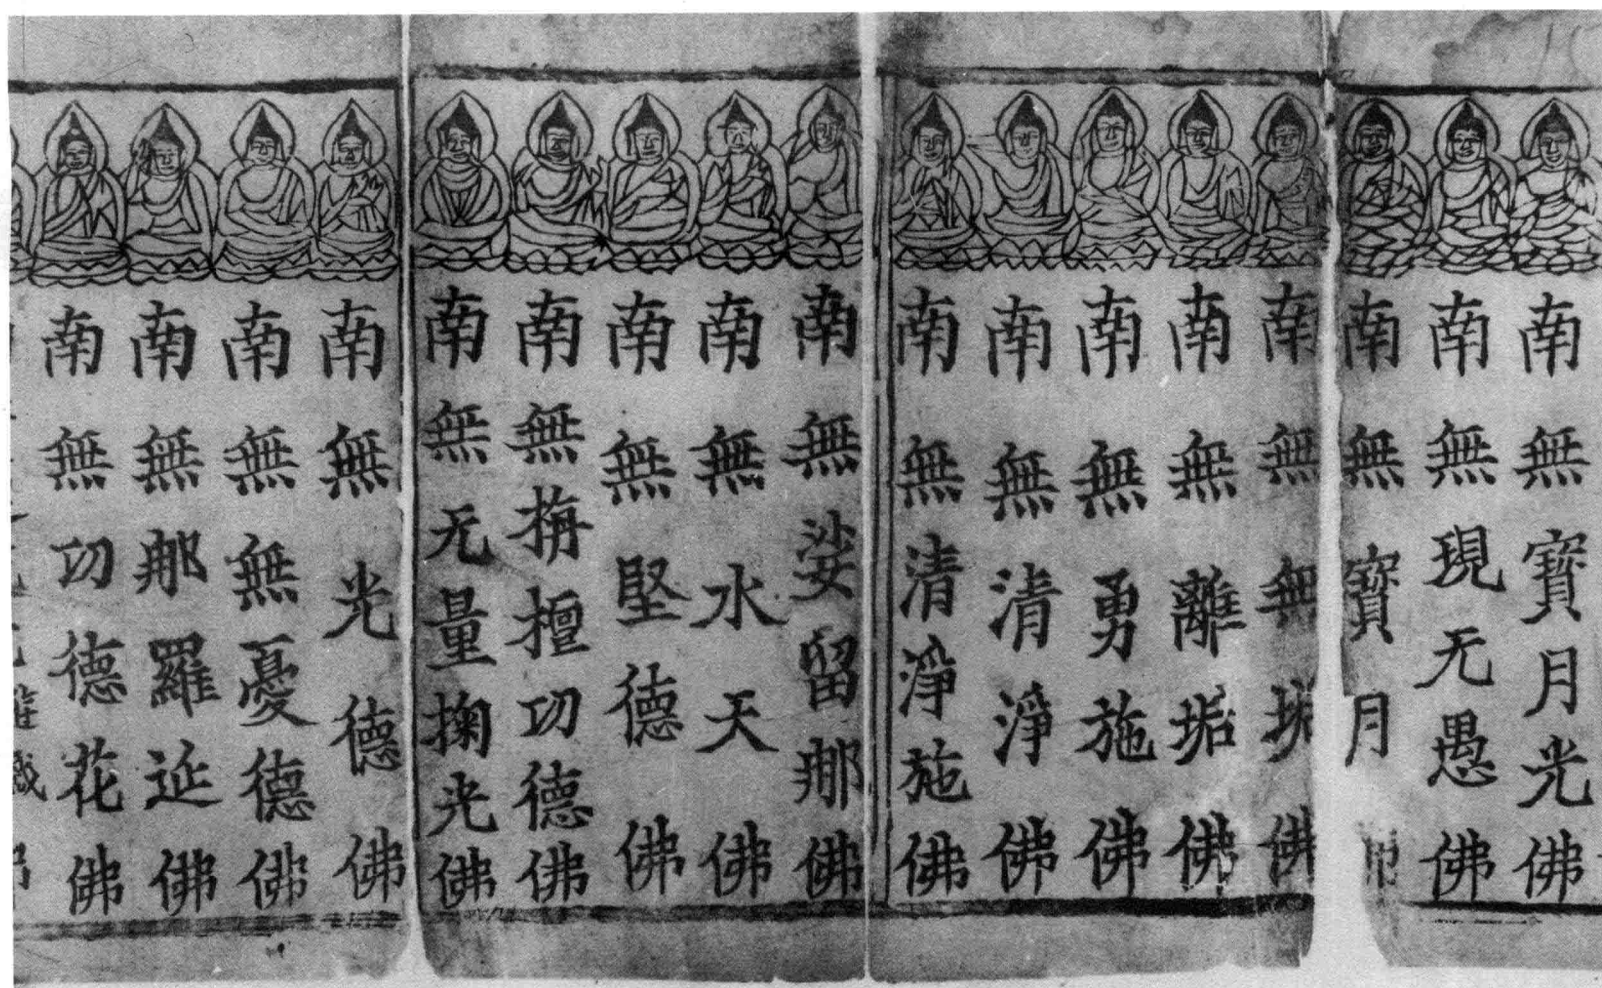 南無寶月光佛
南無現无愚佛
南無寶月佛
南無無垢佛
南無離垢佛
南無勇施佛
南無清淨佛
南無清淨施佛
南無娑留那佛
南無水天佛
南無堅德佛
南無栴檀功德佛
南無无量掬光佛
南無光德佛
南無無憂德佛
南無那羅延佛
南無功德花佛